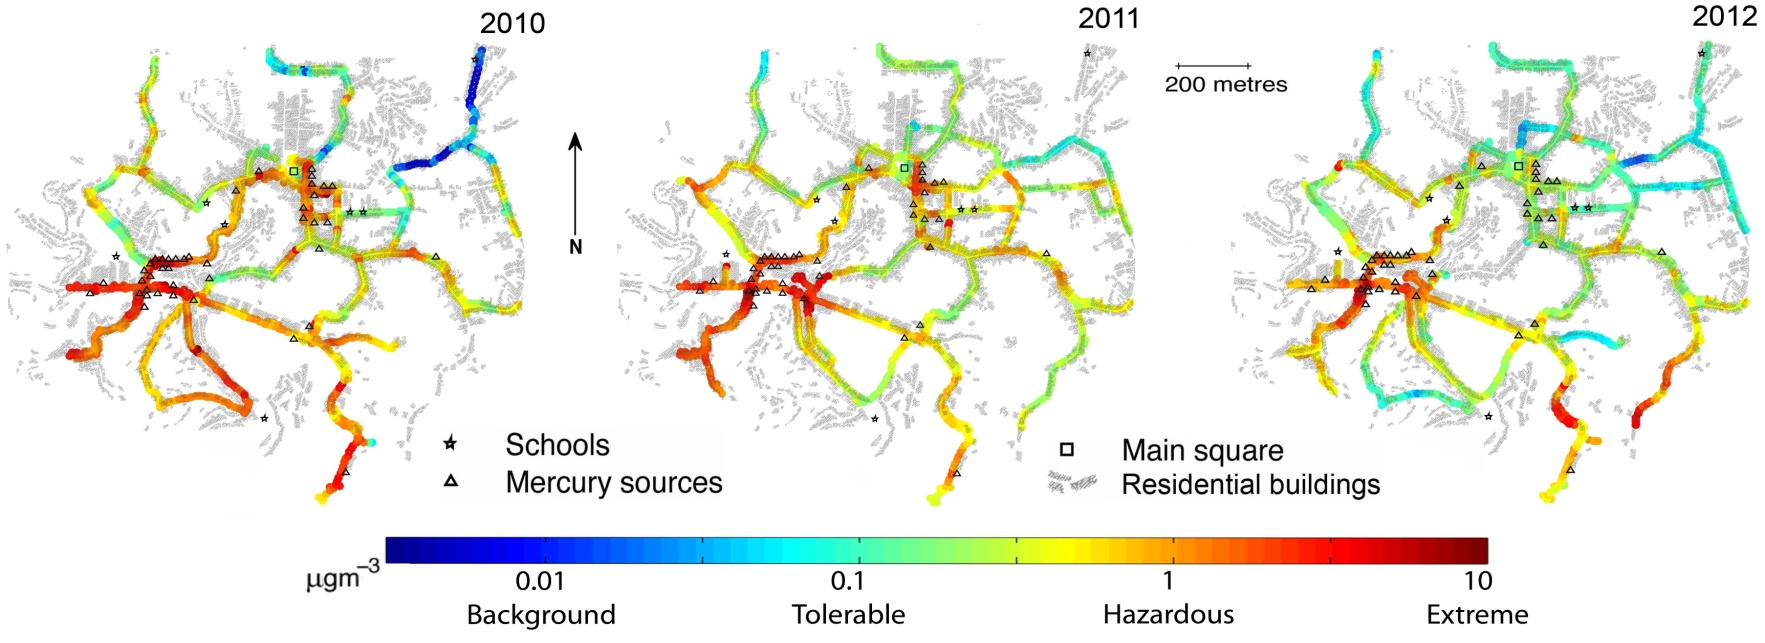 2010
2011
2012
200 metres
N
Schools
Mercury sources
Main square
Residential buildings
μgm⁻³
0.01
0.1
1
10
Background
Tolerable
Hazardous
Extreme